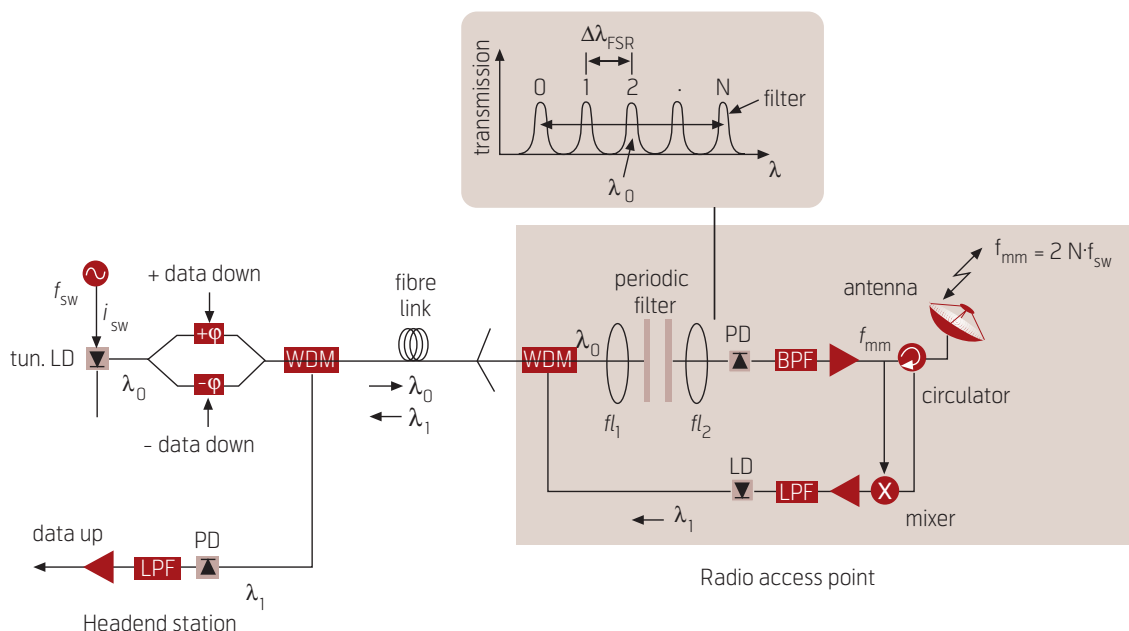 Δλ_FSR
0 1 2 . N
filter
transmission
λ_0
λ
f_mm = 2 N·f_sw
antenna
+ data down
fibre
link
periodic
filter
f_sw
i_sw
+φ
PD
f_mm
tun. LD
λ_0
WDM
WDM
λ_0
BPF
−φ
λ_0
λ_1
fl_1
fl_2
circulator
− data down
LD
LPF
X
mixer
λ_1
data up
PD
LPF
λ_1
Radio access point
Headend station